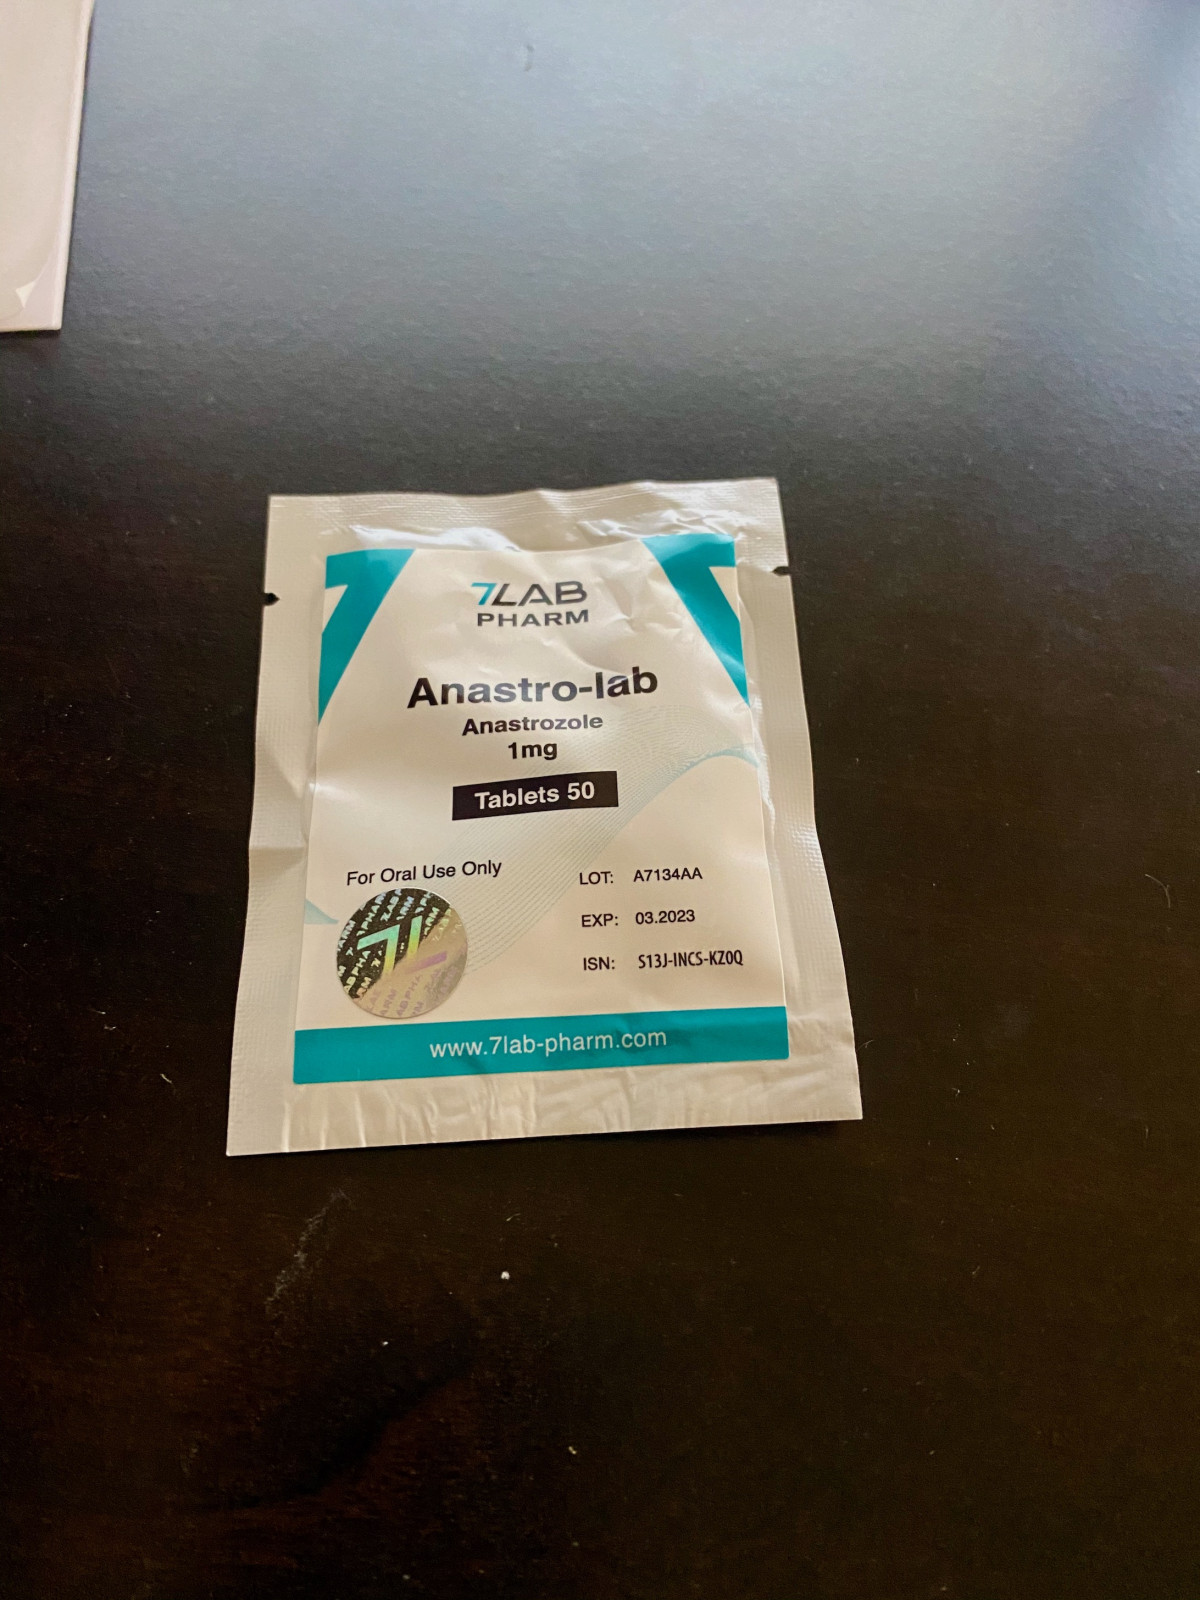 7LAB
PHARM
Anastro-lab
Anastrozole
1mg
Tablets 50
For Oral Use Only
LOT: A7134AA
EXP: 03.2023
ISN: S13J-INCS-KZ0Q
www.7lab-pharm.com